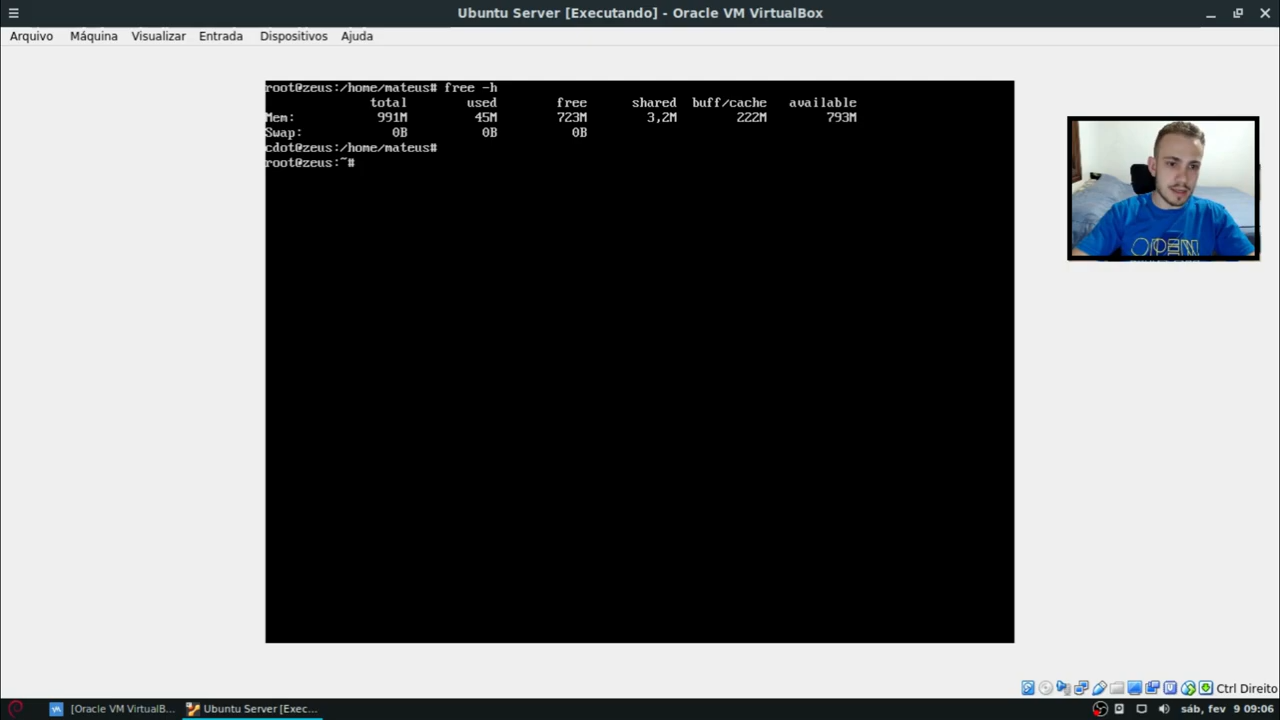 Ubuntu Server [Executando] - Oracle VM VirtualBox
Arquivo Máquina Visualizar Entrada Dispositivos Ajuda
root@zeus:/home/mateus# free -h
total used free shared buff/cache available
Mem: 991M 45M 723M 3,2M 222M 793M
Swap: 0B 0B 0B
cdot@zeus:/home/mateus#
root@zeus:~#
OPEN
Ctrl Direito
[Oracle VM VirtualB... Ubuntu Server [Exec... sáb, fev 9 09:06